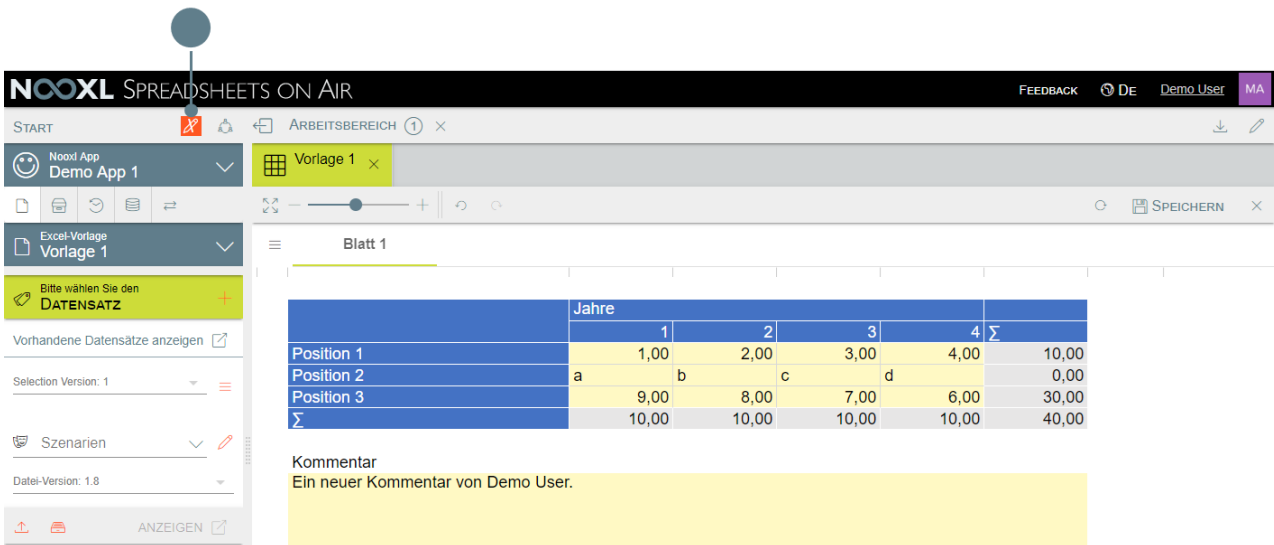 NOOXL SPREADSHEETS ON AIR
FEEDBACK DE Demo User MA
START ARBEITSBEREICH 1
Nooxl App
Demo App 1
Vorlage 1
SPEICHERN
Excel-Vorlage
Vorlage 1
Blatt 1
Bitte wählen Sie den
DATENSATZ
Vorhandene Datensätze anzeigen
Selection Version: 1
Szenarien
Datei-Version: 1.8
ANZEIGEN
Jahre
1 2 3 4 Σ
Position 1 1,00 2,00 3,00 4,00 10,00
Position 2 a b c d 0,00
Position 3 9,00 8,00 7,00 6,00 30,00
Σ 10,00 10,00 10,00 10,00 40,00
Kommentar
Ein neuer Kommentar von Demo User.